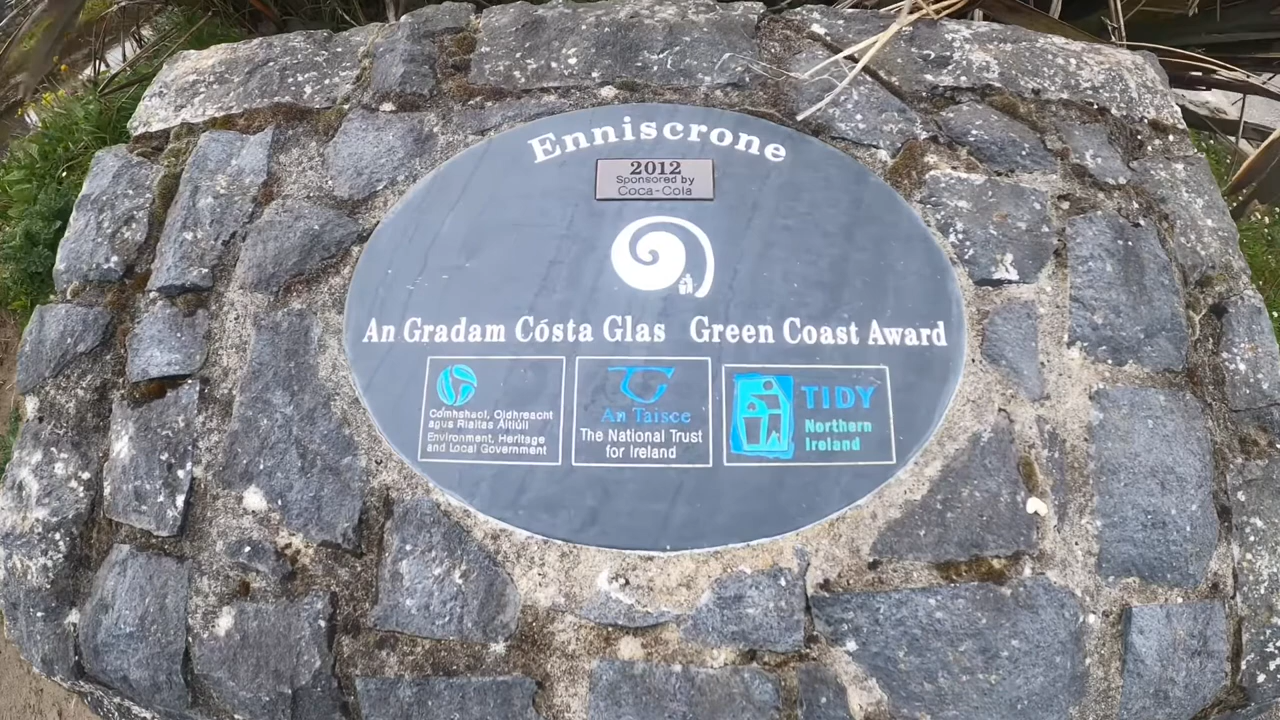 Enniscrone
2012
Sponsored by
Coca-Cola
An Gradam Cósta Glas Green Coast Award
Comhshaol, Oidhreacht
agus Rialtas Áitiúil
Environment, Heritage
and Local Government
An Taisce
The National Trust
for Ireland
TIDY
Northern
Ireland